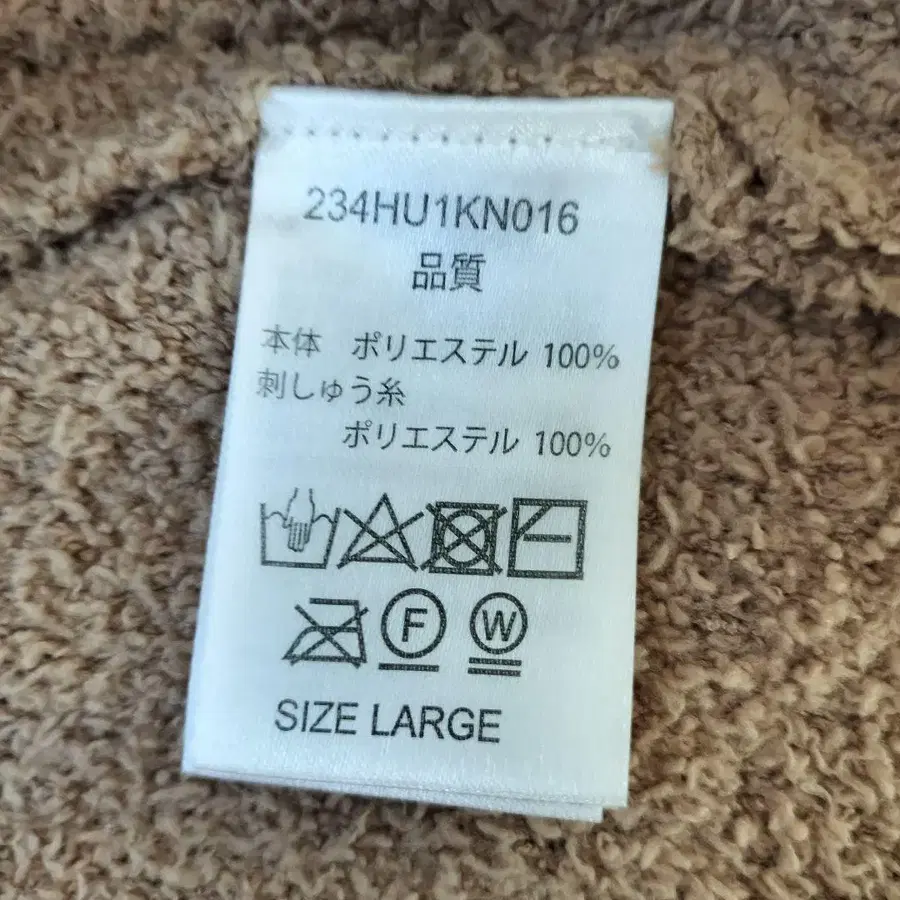 234HU1KN016
品質
本体 ポリエステル 100%
刺しゅう糸
ポリエステル 100%
F W
SIZE LARGE